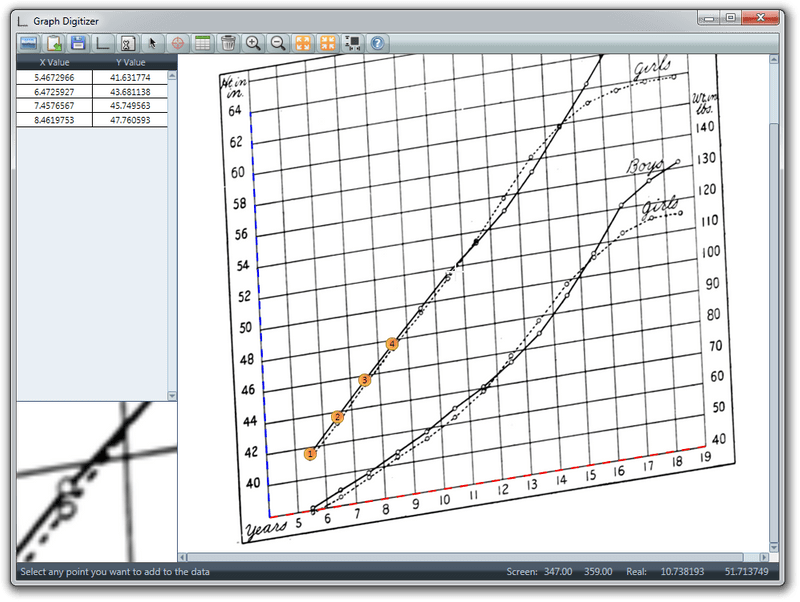 Graph Digitizer
X Value Y Value
5.4672966 41.631774
6.4725927 43.681138
7.4576567 45.749563
8.4619753 47.760593
Ht. in
in.
64
62
60
58
56
54
52
50
48
46
44
42
40
Girls
Wt. in
lbs.
140
130
120
110
100
90
80
70
60
50
40
Boys
girls
1
2
3
4
Years 5 6 7 8 9 10 11 12 13 14 15 16 17 18 19
Select any point you want to add to the data Screen: 347.00 359.00 Real: 10.738193 51.713749